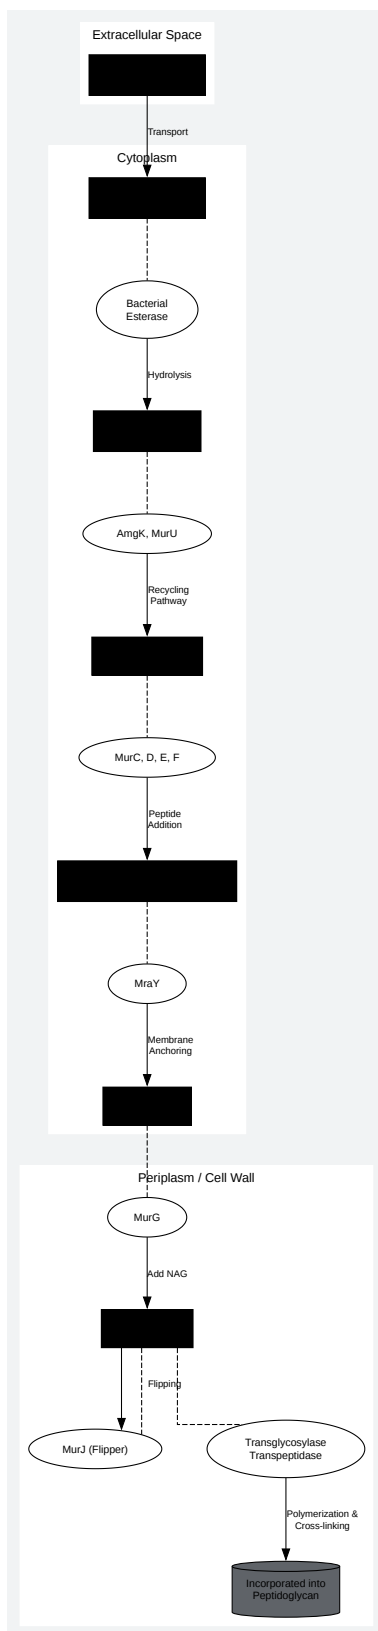 Extracellular Space
Transport
Cytoplasm
Bacterial
Esterase
Hydrolysis
AmgK, MurU
Recycling
Pathway
MurC, D, E, F
Peptide
Addition
MraY
Membrane
Anchoring
Periplasm / Cell Wall
MurG
Add NAG
Flipping
MurJ (Flipper)
Transglycosylase
Transpeptidase
Polymerization &
Cross-linking
Incorporated into
Peptidoglycan